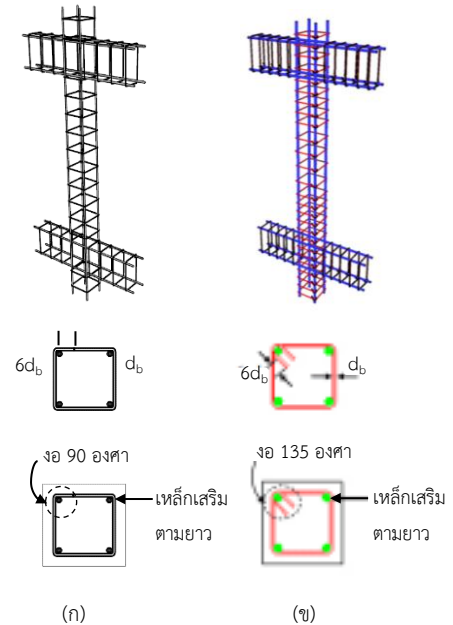 6d_b
d_b
6d_b
d_b
งอ 90 องศา
งอ 135 องศา
เหล็กเสริม
ตามยาว
เหล็กเสริม
ตามยาว
(ก)
(ข)